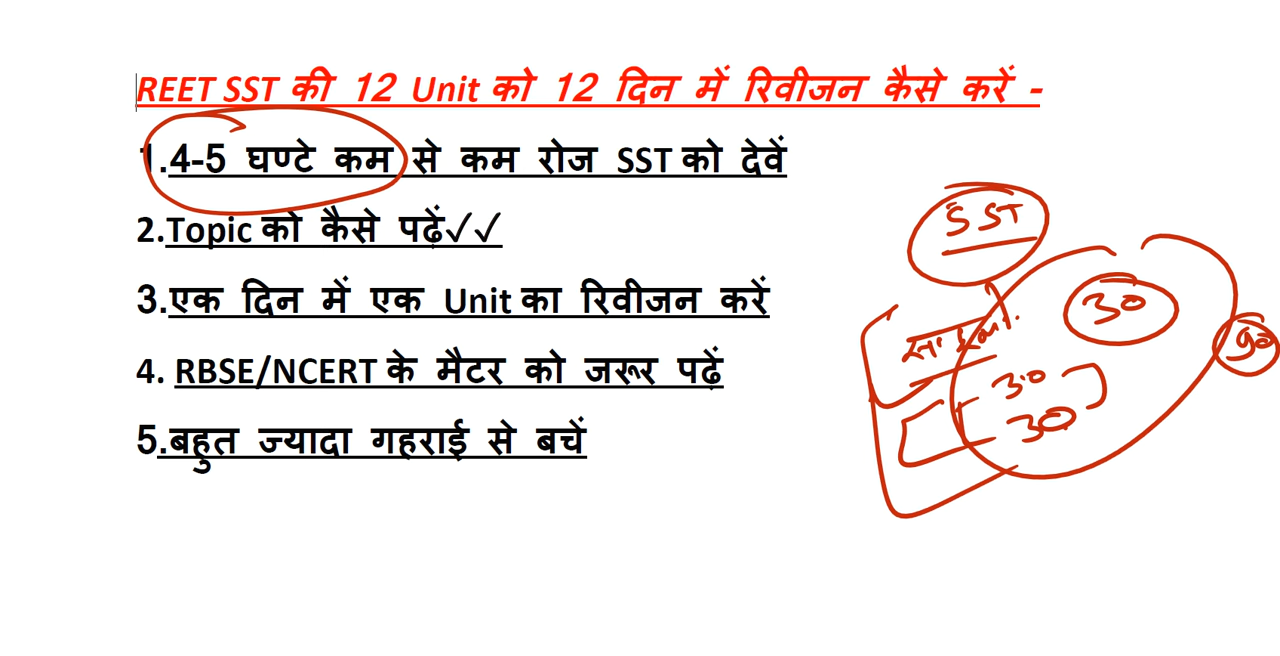 REET SST की 12 Unit को 12 दिन में रिवीजन कैसे करें -
1.4-5 घण्टे कम से कम रोज SST को देवें
2.Topic को कैसे पढ़ें✓✓
3.एक दिन में एक Unit का रिवीजन करें
4. RBSE/NCERT के मैटर को जरूर पढ़ें
5.बहुत ज्यादा गहराई से बचें
SST
30
30
30
90